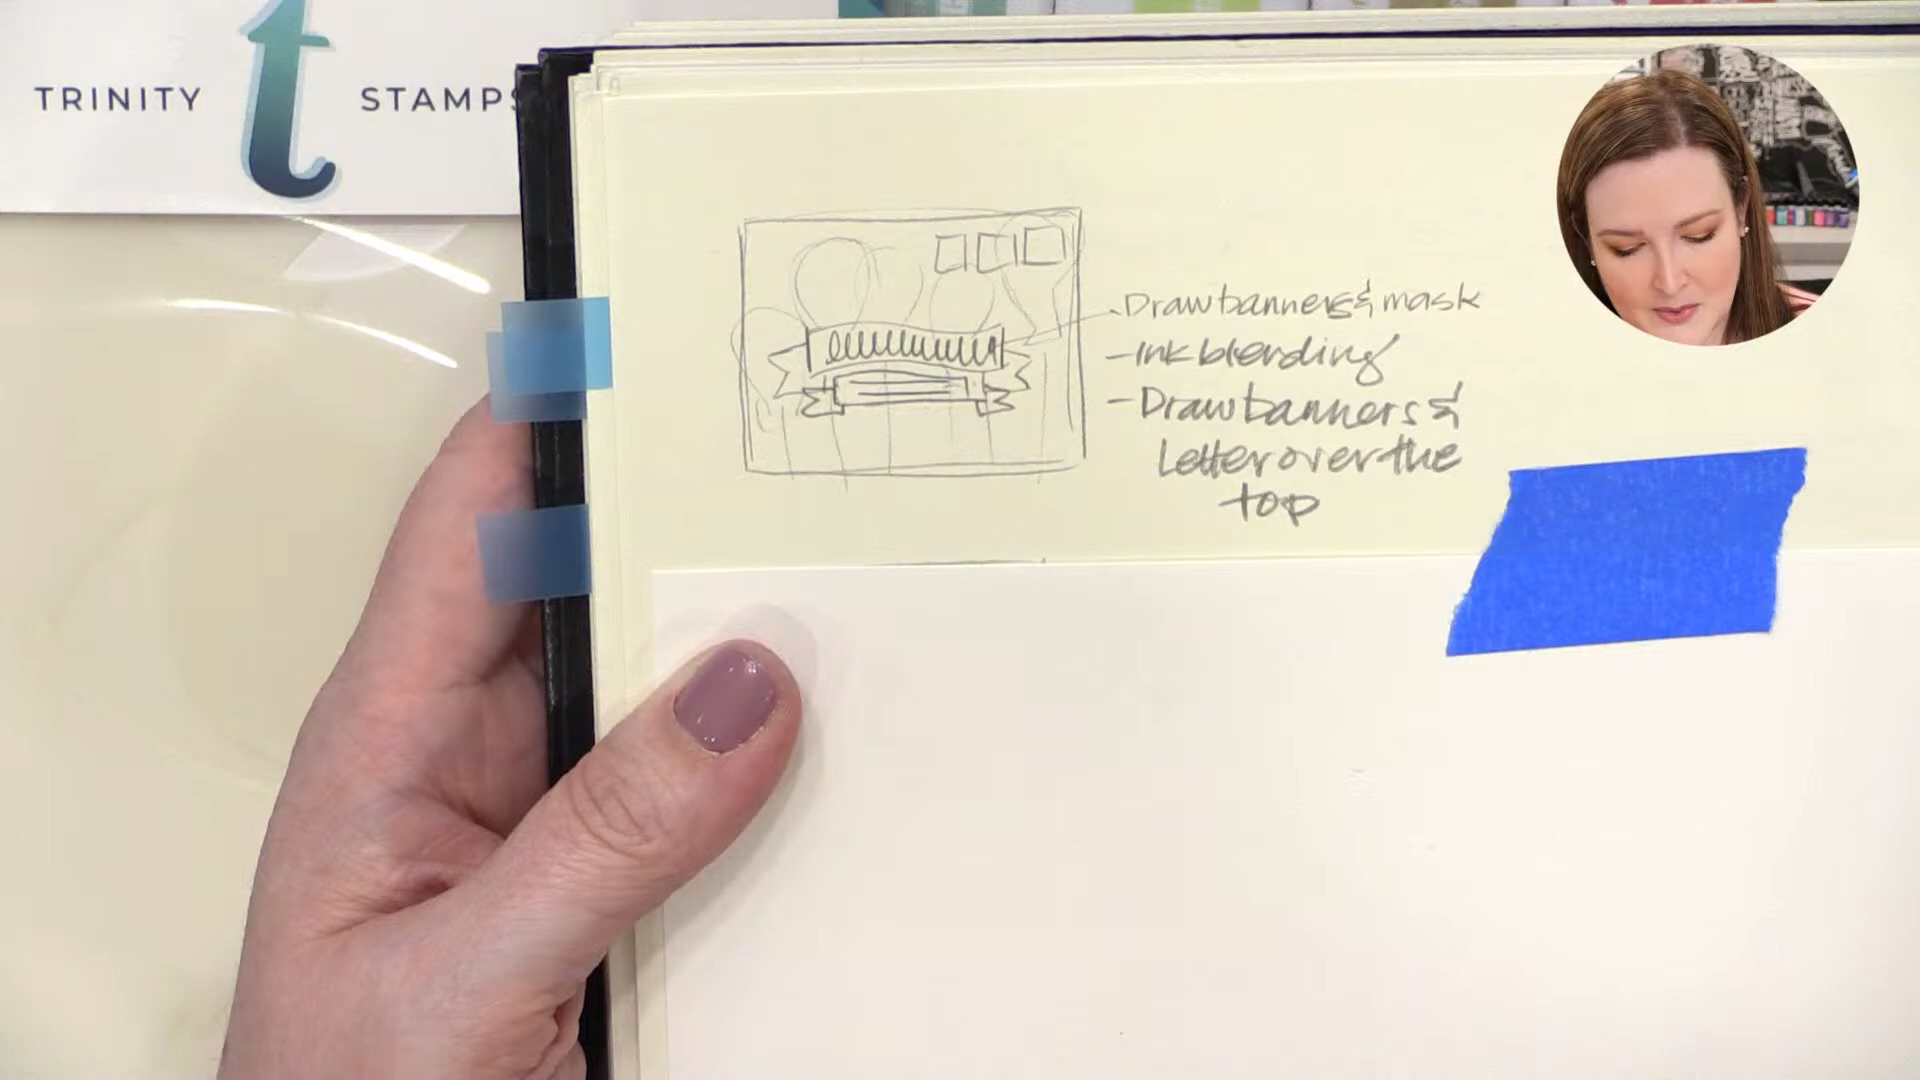 TRINITY t STAMPS
- Draw banners & mask
- Ink blending
- Draw banners &
Letter over the
top